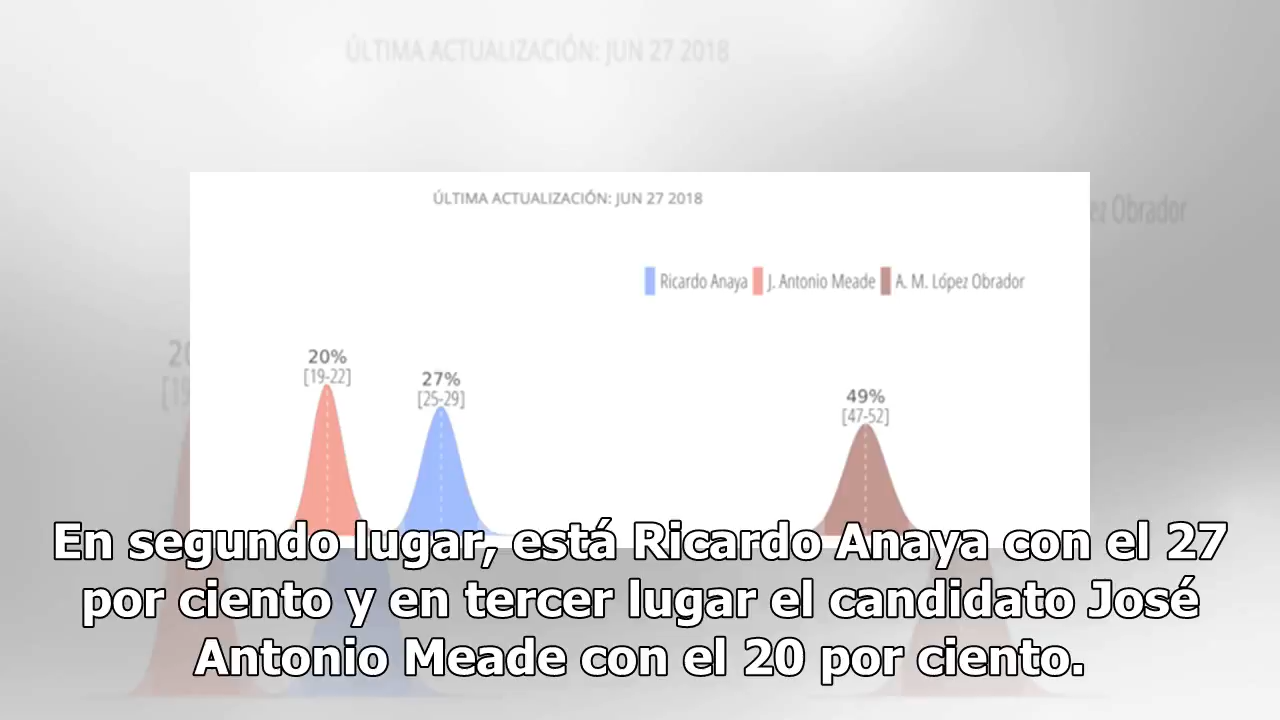 ÚLTIMA ACTUALIZACIÓN: JUN 27 2018
ÚLTIMA ACTUALIZACIÓN: JUN 27 2018
Obrador
Ricardo Anaya J. Antonio Meade A. M. López Obrador
20%
[19-22]
27%
[25-29]
49%
[47-52]
En segundo lugar, está Ricardo Anaya con el 27
por ciento y en tercer lugar el candidato José
Antonio Meade con el 20 por ciento.